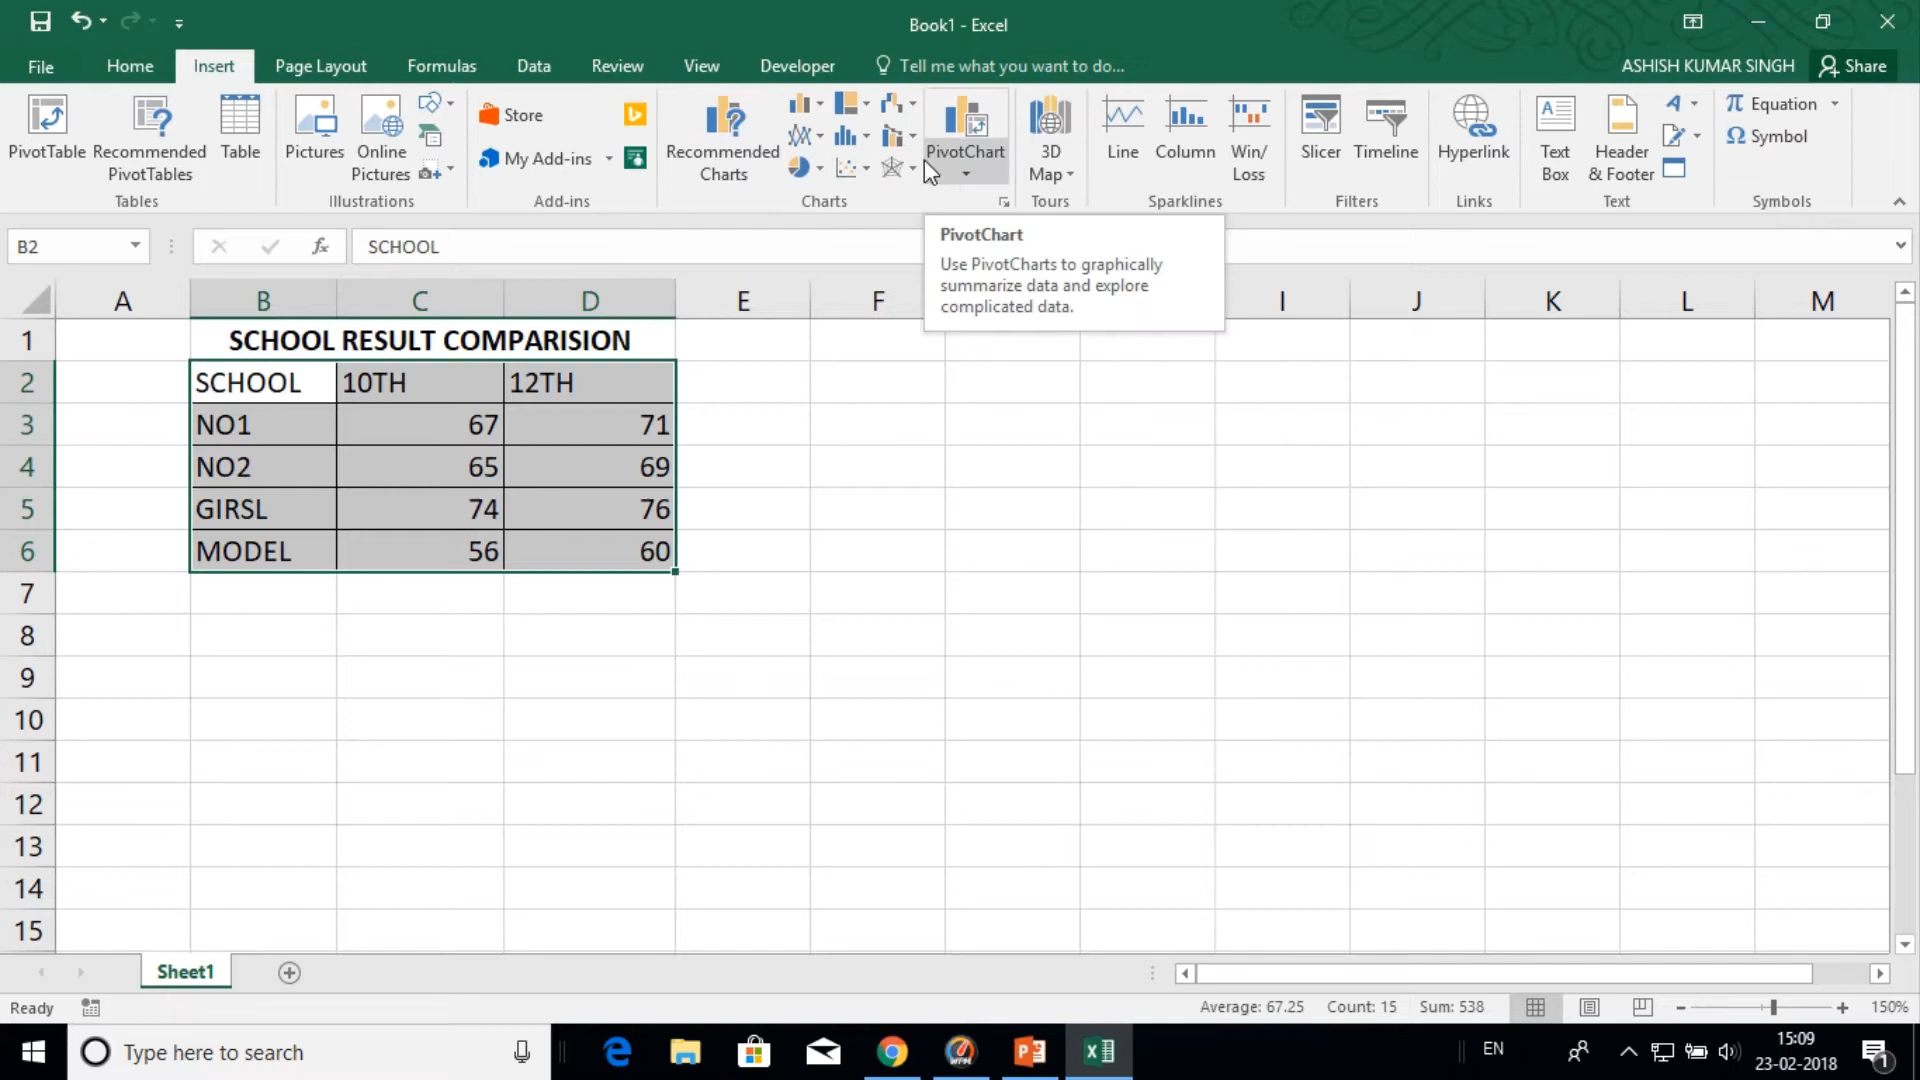 Book1 - Excel
File Home Insert Page Layout Formulas Data Review View Developer Tell me what you want to do... ASHISH KUMAR SINGH Share
PivotTable
Recommended
PivotTables
Table
Tables
Pictures
Online
Pictures
Illustrations
Store
My Add-ins
Add-ins
Recommended
Charts
PivotChart
Charts
3D
Map
Tours
Line
Column
Win/
Loss
Sparklines
Slicer
Timeline
Filters
Hyperlink
Links
Text
Box
Header
& Footer
Text
π Equation
Ω Symbol
Symbols
B2
fx
SCHOOL
PivotChart
Use PivotCharts to graphically
summarize data and explore
complicated data.
A B C D E F I J K L M
1 SCHOOL RESULT COMPARISION
2 SCHOOL 10TH 12TH
3 NO1 67 71
4 NO2 65 69
5 GIRSL 74 76
6 MODEL 56 60
7
8
9
10
11
12
13
14
15
Sheet1
Ready Average: 67.25 Count: 15 Sum: 538 150%
Type here to search
EN
15:09
23-02-2018
1